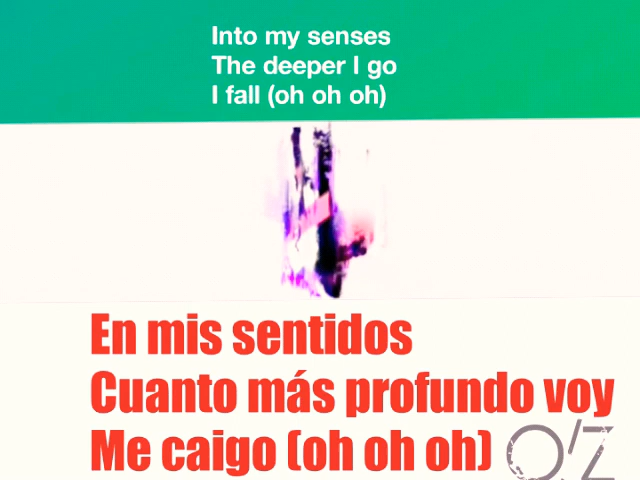 Into my senses
The deeper I go
I fall (oh oh oh)
En mis sentidos
Cuanto más profundo voy
Me caigo (oh oh oh)
O'Z